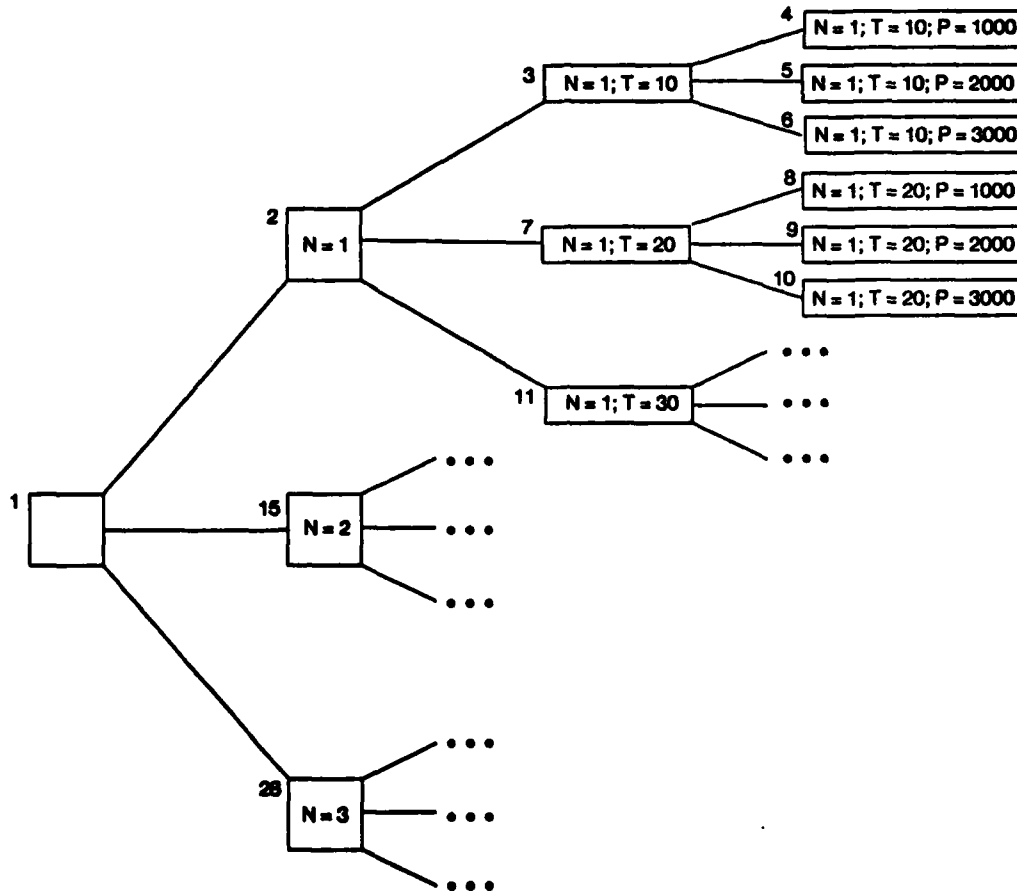 4
N = 1; T = 10; P = 1000
3
N = 1; T = 10
5
N = 1; T = 10; P = 2000
6
N = 1; T = 10; P = 3000
8
N = 1; T = 20; P = 1000
2
N = 1
7
N = 1; T = 20
9
N = 1; T = 20; P = 2000
10
N = 1; T = 20; P = 3000
11
N = 1; T = 30
1
15
N = 2
28
N = 3